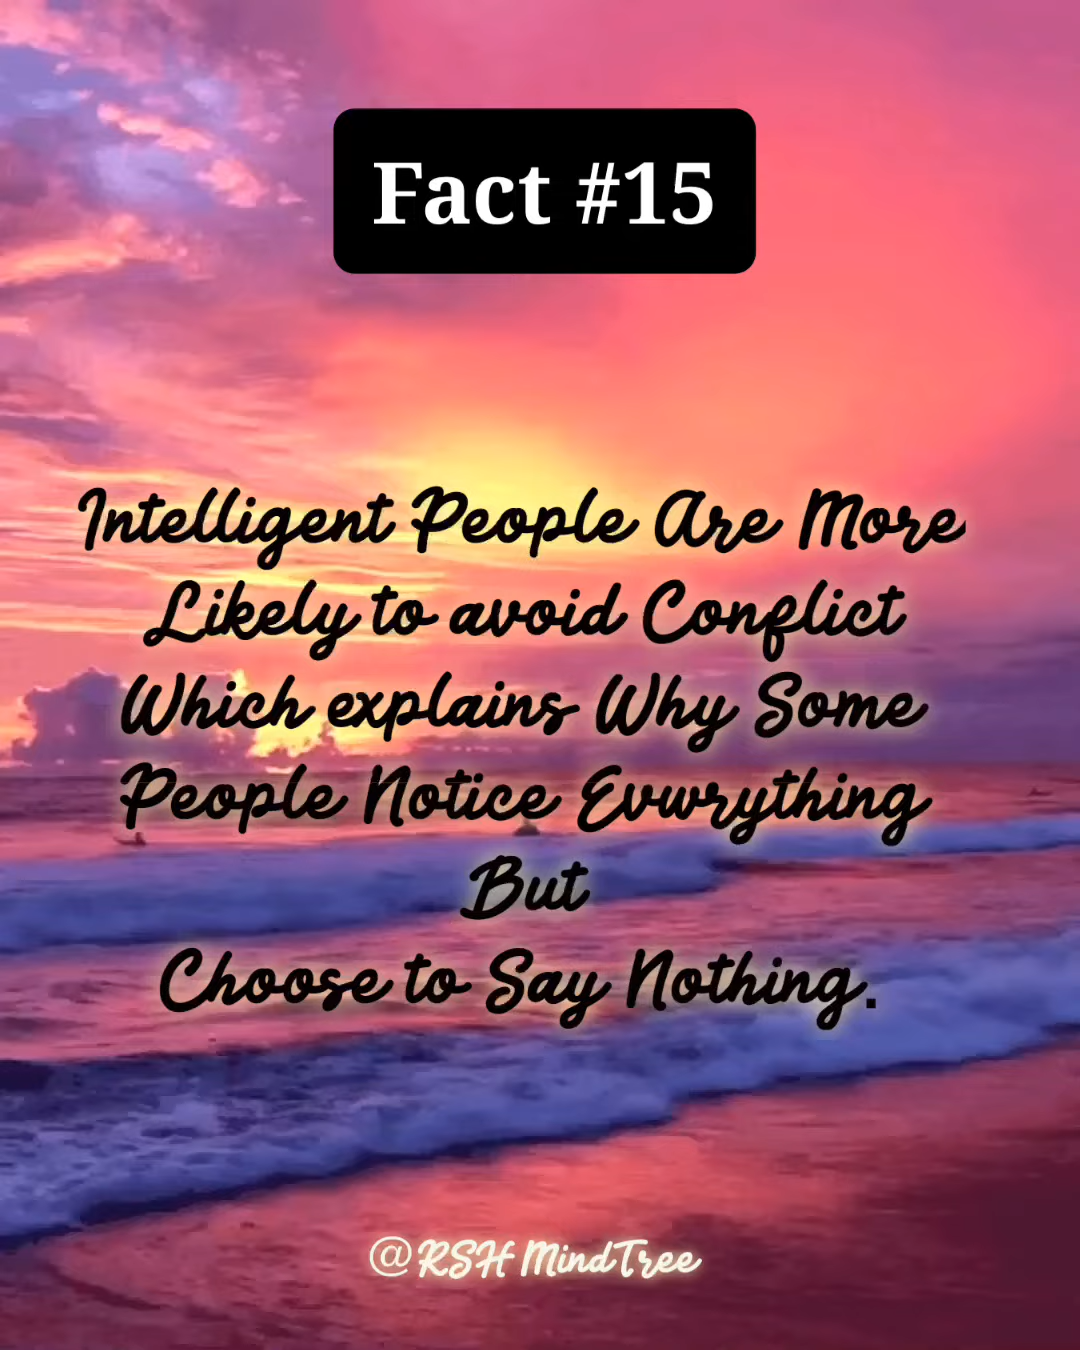 Fact #15
Intelligent People Are More
Likely to avoid Conflict
Which explains Why Some
People Notice Evwrything
But
Choose to Say Nothing.
@RSH MindTree